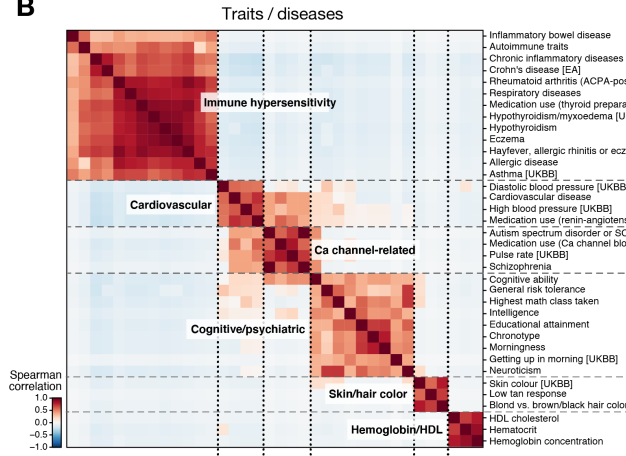 B
Traits / diseases
Inflammatory bowel disease
Autoimmune traits
Chronic inflammatory diseases
Crohn's disease [EA]
Rheumatoid arthritis (ACPA-pos
Respiratory diseases
Medication use (thyroid prepara
Hypothyroidism/myxoedema [U
Hypothyroidism
Eczema
Hayfever, allergic rhinitis or ecz
Allergic disease
Asthma [UKBB]
Diastolic blood pressure [UKBB
Cardiovascular disease
High blood pressure [UKBB]
Medication use (renin-angiotens
Autism spectrum disorder or SC
Medication use (Ca channel blo
Pulse rate [UKBB]
Schizophrenia
Cognitive ability
General risk tolerance
Highest math class taken
Intelligence
Educational attainment
Chronotype
Morningness
Getting up in morning [UKBB]
Neuroticism
Skin colour [UKBB]
Low tan response
Blond vs. brown/black hair color
HDL cholesterol
Hematocrit
Hemoglobin concentration
Immune hypersensitivity
Cardiovascular
Ca channel-related
Cognitive/psychiatric
Skin/hair color
Hemoglobin/HDL
Spearman
correlation
1.0
0.5
0.0
−0.5
−1.0